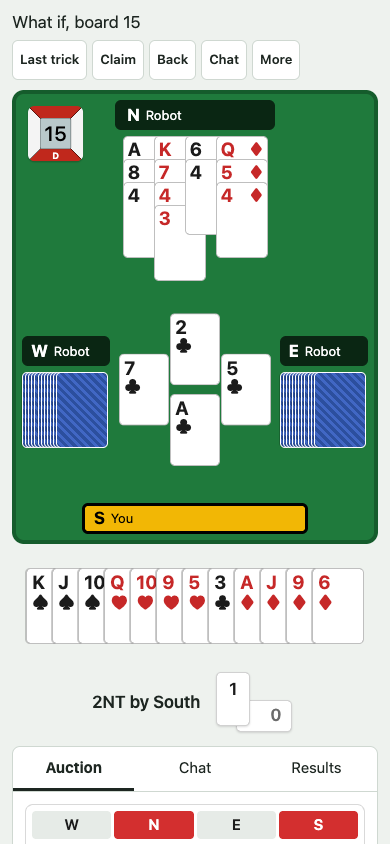 What if, board 15
Last trick Claim Back Chat More
15
D
N Robot
A K 6 Q
8 7 4 5
4 4 4
3
W Robot
E Robot
2
7 5
A
S You
K J 10 Q 10 9 5 3 A J 9 6
2NT by South 1 0
Auction Chat Results
W N E S